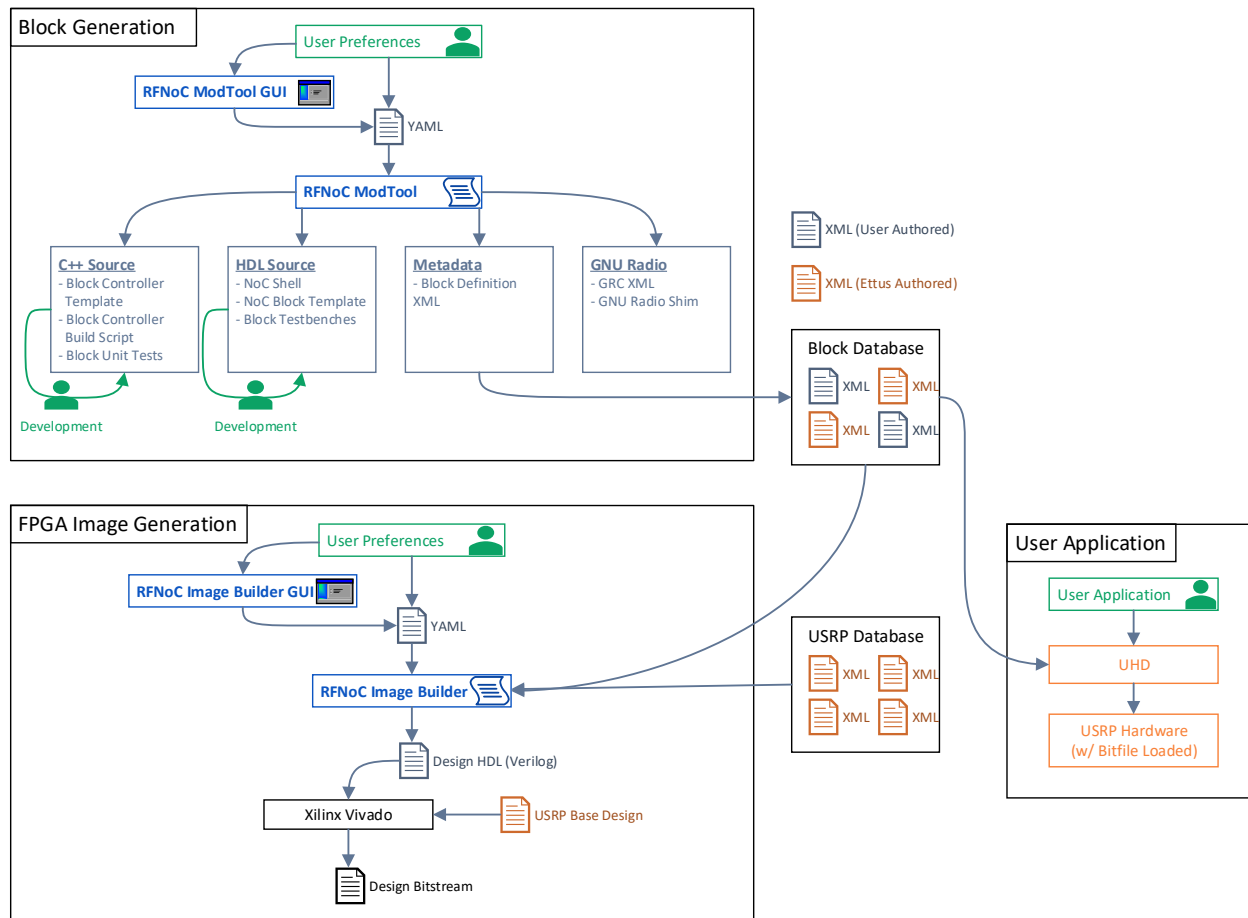 Block Generation
User Preferences
RFNoC ModTool GUI
YAML
RFNoC ModTool
C++ Source
- Block Controller
Template
- Block Controller
Build Script
- Block Unit Tests
HDL Source
- NoC Shell
- NoC Block Template
- Block Testbenches
Metadata
- Block Definition
XML
GNU Radio
- GRC XML
- GNU Radio Shim
Development
Development
XML (User Authored)
XML (Ettus Authored)
Block Database
XML
XML
XML
XML
FPGA Image Generation
User Preferences
RFNoC Image Builder GUI
YAML
RFNoC Image Builder
Design HDL (Verilog)
Xilinx Vivado
USRP Base Design
Design Bitstream
USRP Database
XML
XML
XML
XML
User Application
User Application
UHD
USRP Hardware
(w/ Bitfile Loaded)